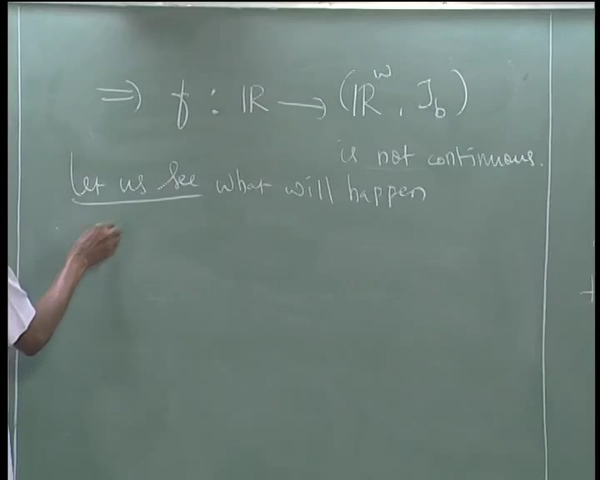 ⇒ f : ℝ → (ℝ^w, J_b)
is not continuous.
let us see what will happen